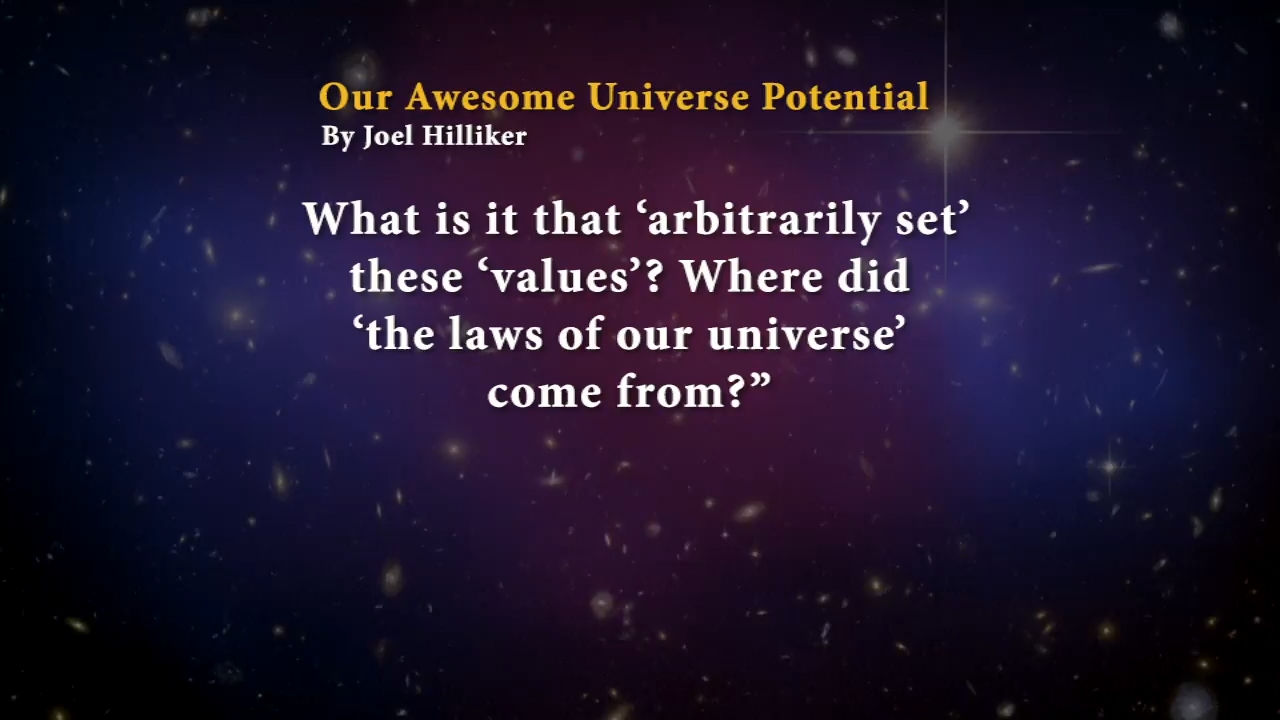 Our Awesome Universe Potential
By Joel Hilliker
What is it that ‘arbitrarily set’
these ‘values’? Where did
‘the laws of our universe’
come from?”